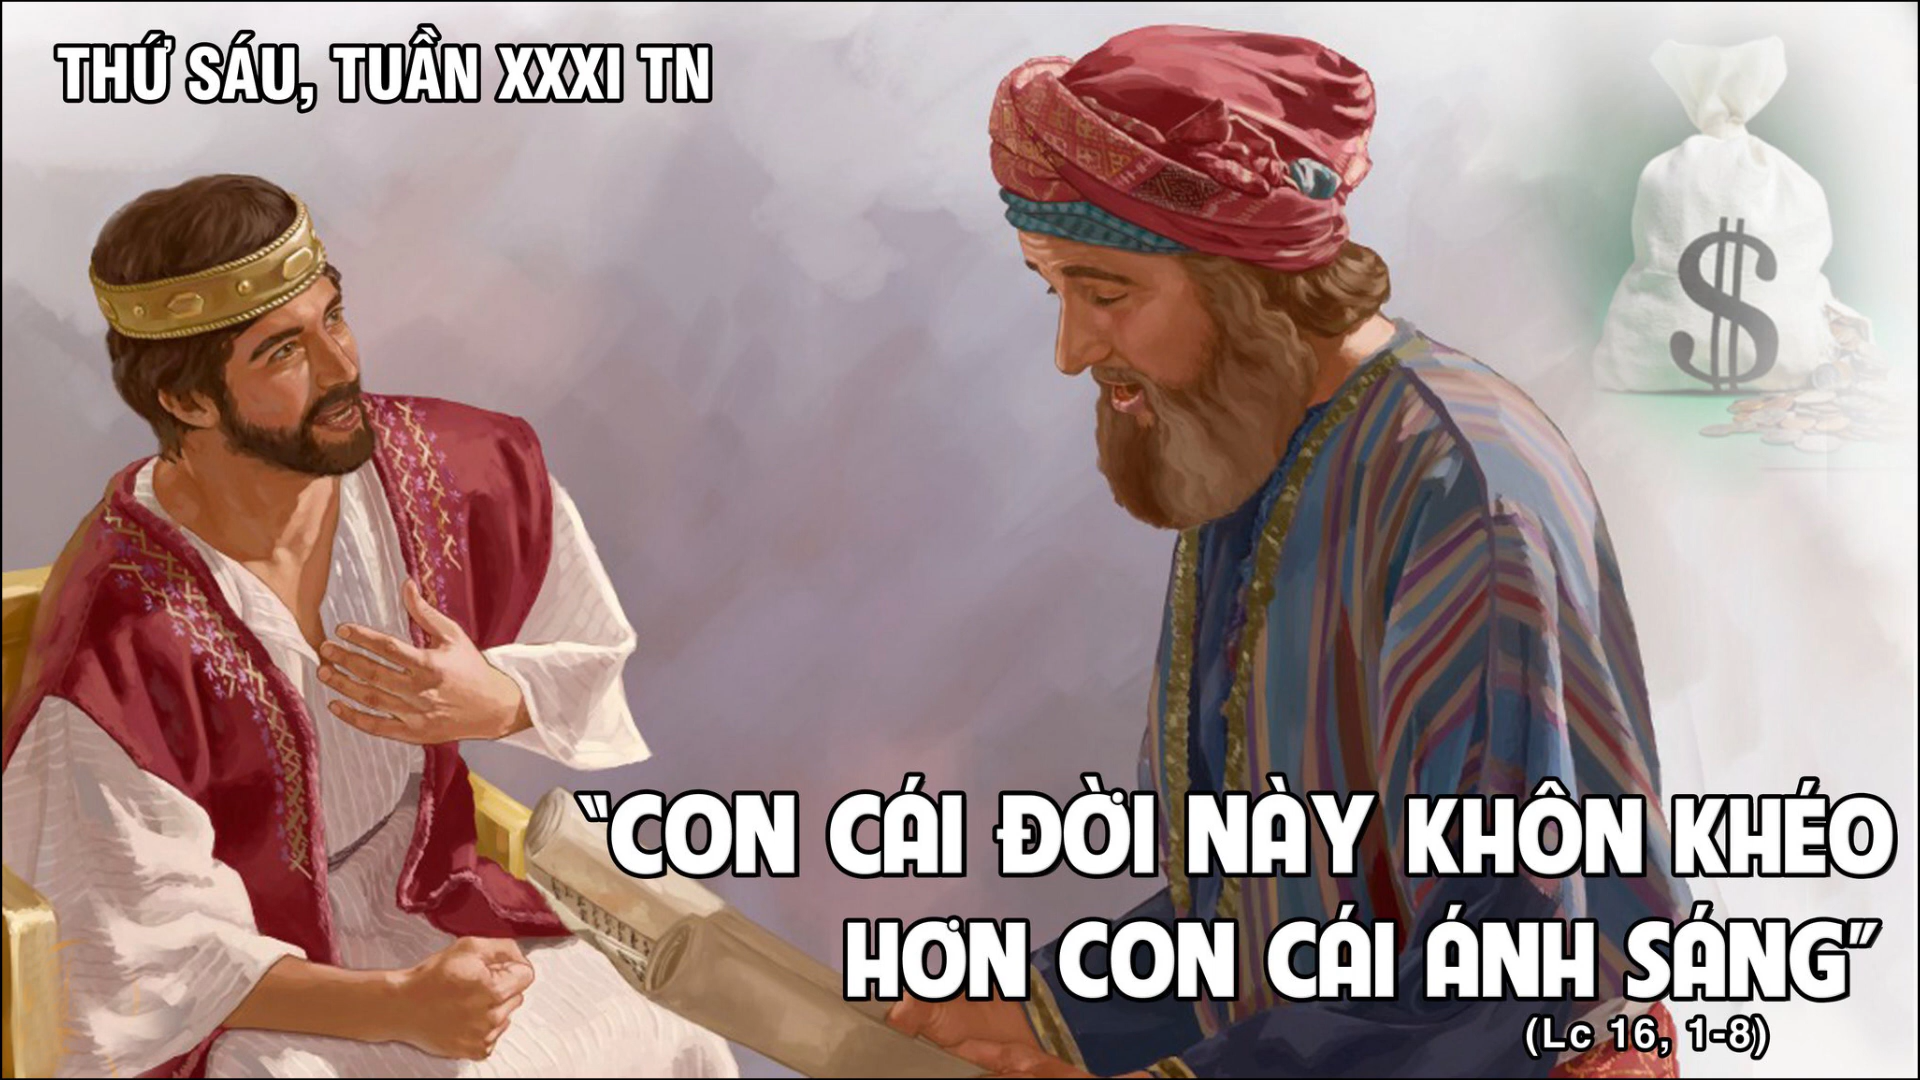 THỨ SÁU, TUẦN XXXI TN
$
“CON CÁI ĐỜI NÀY KHÔN KHÉO
HƠN CON CÁI ÁNH SÁNG”
(Lc 16, 1-8)